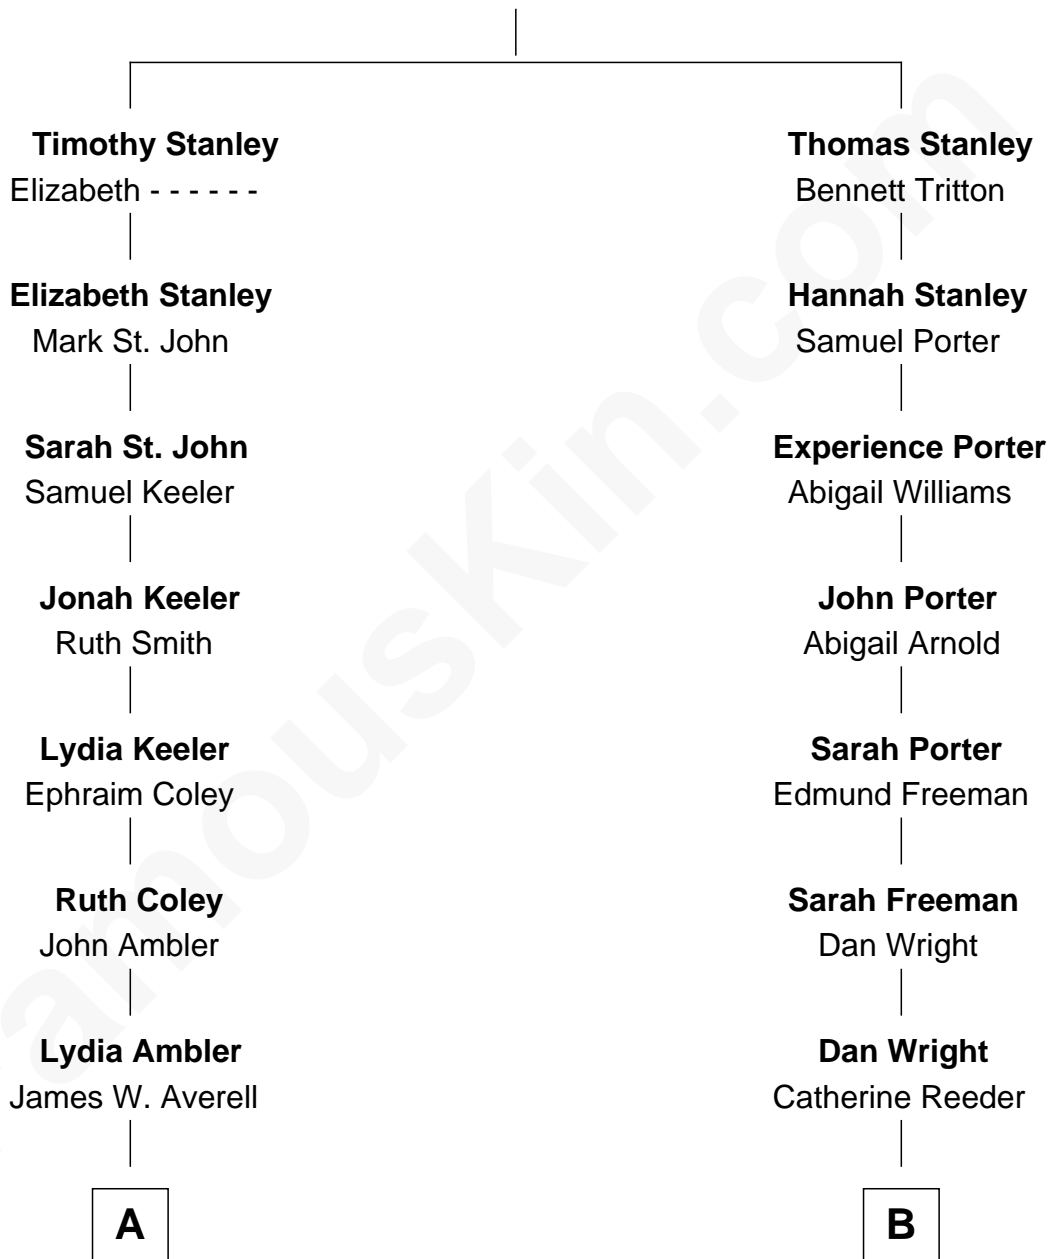 Timothy Stanley
Elizabeth - - - - - -
Elizabeth Stanley
Mark St. John
Sarah St. John
Samuel Keeler
Jonah Keeler
Ruth Smith
Lydia Keeler
Ephraim Coley
Ruth Coley
John Ambler
Lydia Ambler
James W. Averell
A
Thomas Stanley
Bennett Tritton
Hannah Stanley
Samuel Porter
Experience Porter
Abigail Williams
John Porter
Abigail Arnold
Sarah Porter
Edmund Freeman
Sarah Freeman
Dan Wright
Dan Wright
Catherine Reeder
B
amouskin.com